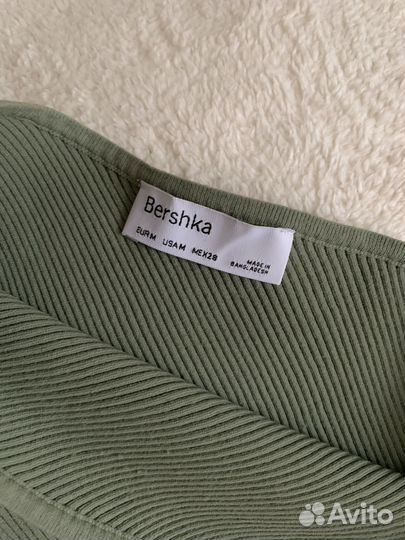 Bershka
EUR M USA M MEX 28
MADE IN
BANGLADESH
Avito